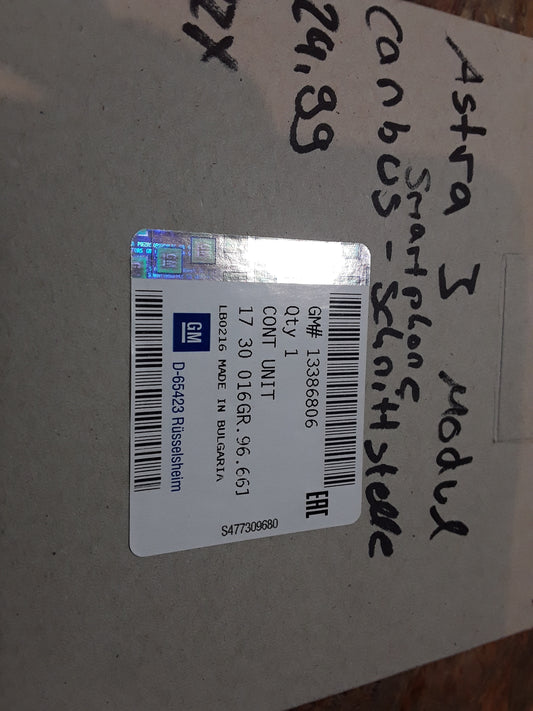 Astra J Modul
Smartphone
Canbus - Schnittstelle
24,99
2x
GM# 13386806
Qty 1
CONT UNIT
17 30 016GR.96.661
LB0216 MADE IN BULGARIA
GM
D-65423 Rüsselsheim
EAC
S477309680